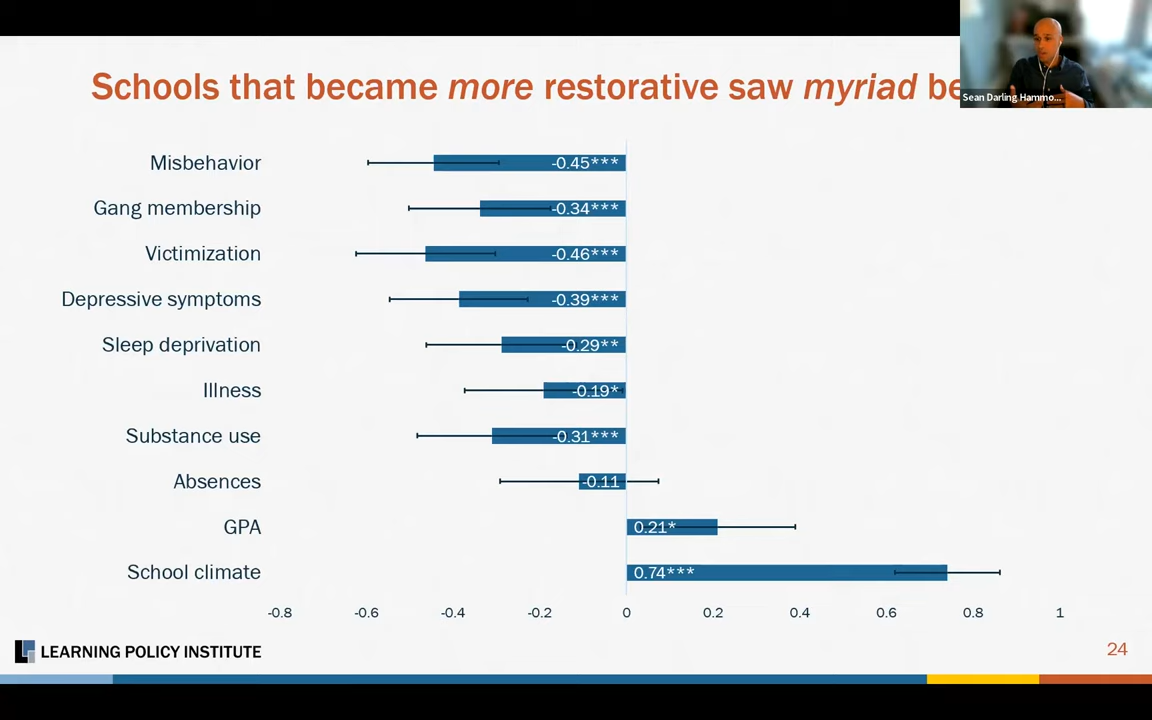 Schools that became more restorative saw myriad be
Sean Darling Hammo...
Misbehavior -0.45***
Gang membership -0.34***
Victimization -0.46***
Depressive symptoms -0.39***
Sleep deprivation -0.29**
Illness -0.19*
Substance use -0.31***
Absences -0.11
GPA 0.21*
School climate 0.74***
-0.8 -0.6 -0.4 -0.2 0 0.2 0.4 0.6 0.8 1
LEARNING POLICY INSTITUTE
24